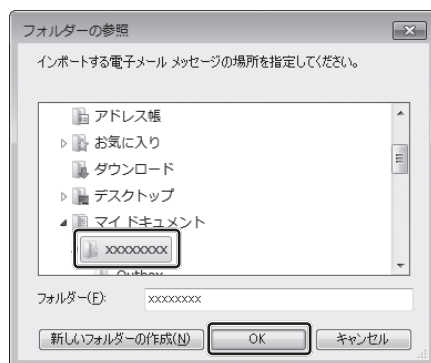 フォルダーの参照
インポートする電子メール メッセージの場所を指定してください。
アドレス帳
お気に入り
ダウンロード
デスクトップ
マイ ドキュメント
xxxxxxxx
Outbox
フォルダー(F): xxxxxxxx
新しいフォルダーの作成(N) OK キャンセル